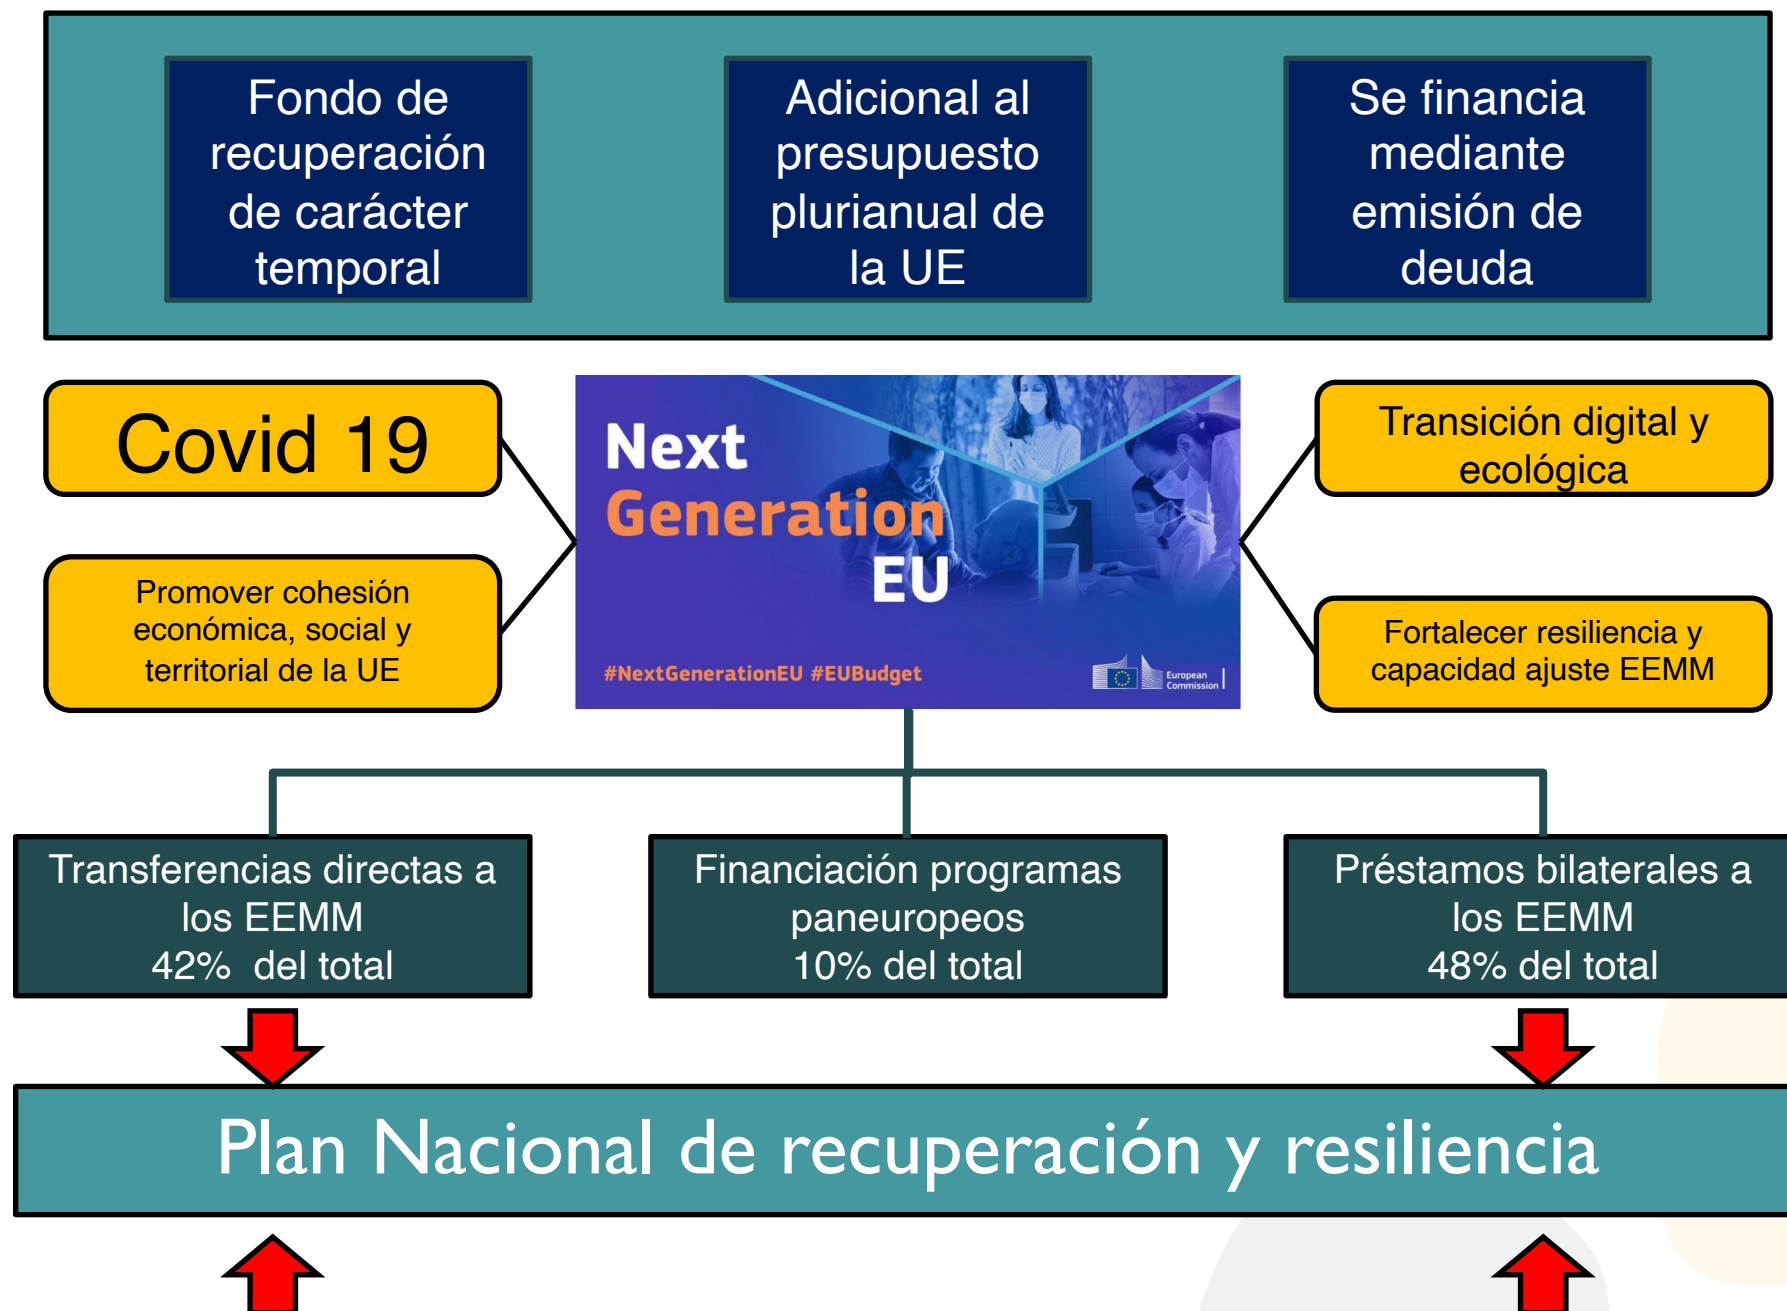 Fondo de
recuperación
de carácter
temporal
Adicional al
presupuesto
plurianual de
la UE
Se financia
mediante
emisión de
deuda
Covid 19
Promover cohesión
económica, social y
territorial de la UE
Next
Generation
EU
#NextGenerationEU #EUBudget
European
Commission
Transición digital y
ecológica
Fortalecer resiliencia y
capacidad ajuste EEMM
Transferencias directas a
los EEMM
42% del total
Financiación programas
paneuropeos
10% del total
Préstamos bilaterales a
los EEMM
48% del total
Plan Nacional de recuperación y resiliencia